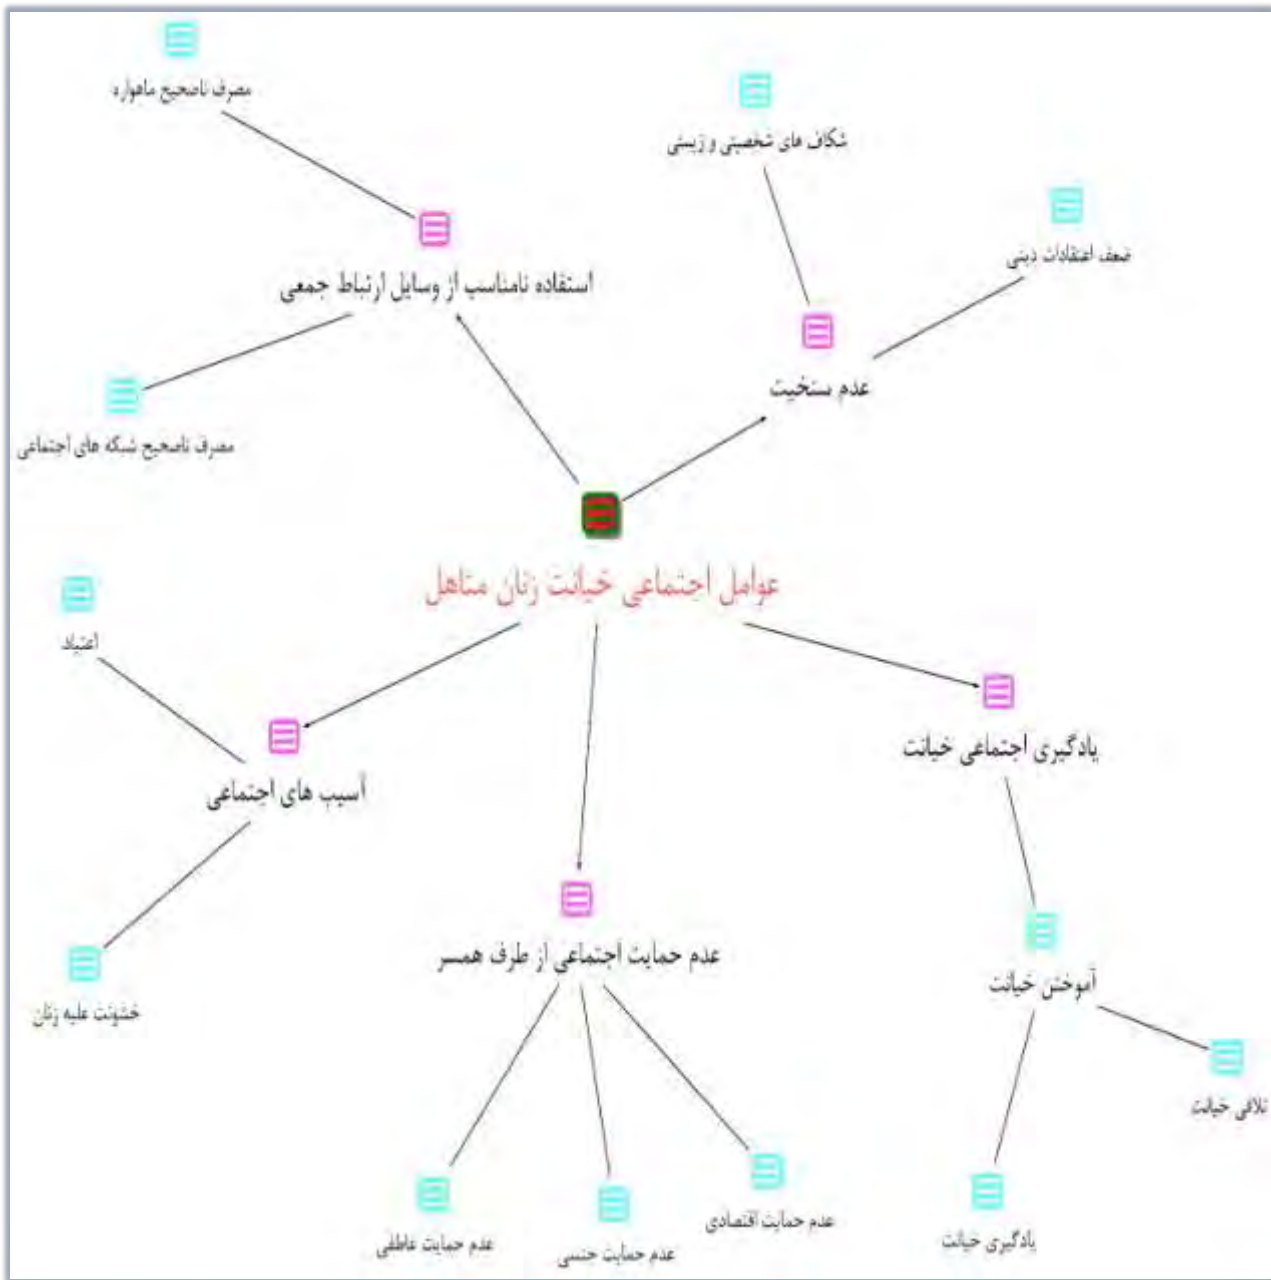 مصرف ناصحیح ماهواره
شکاف های شخصیتی و زیستی
ضعف اعتقادات دینی
استفاده نامناسب از وسایل ارتباط جمعی
عدم سنخیت
مصرف ناصحیح شبکه های اجتماعی
عوامل اجتماعی خیانت زنان متاهل
اعتیاد
یادگیری اجتماعی خیانت
آسیب های اجتماعی
عدم حمایت اجتماعی از طرف همسر
آموختن خیانت
خشونت علیه زنان
تلافی خیانت
عدم حمایت اقتصادی
یادگیری خیانت
عدم حمایت عاطفی
عدم حمایت جنسی